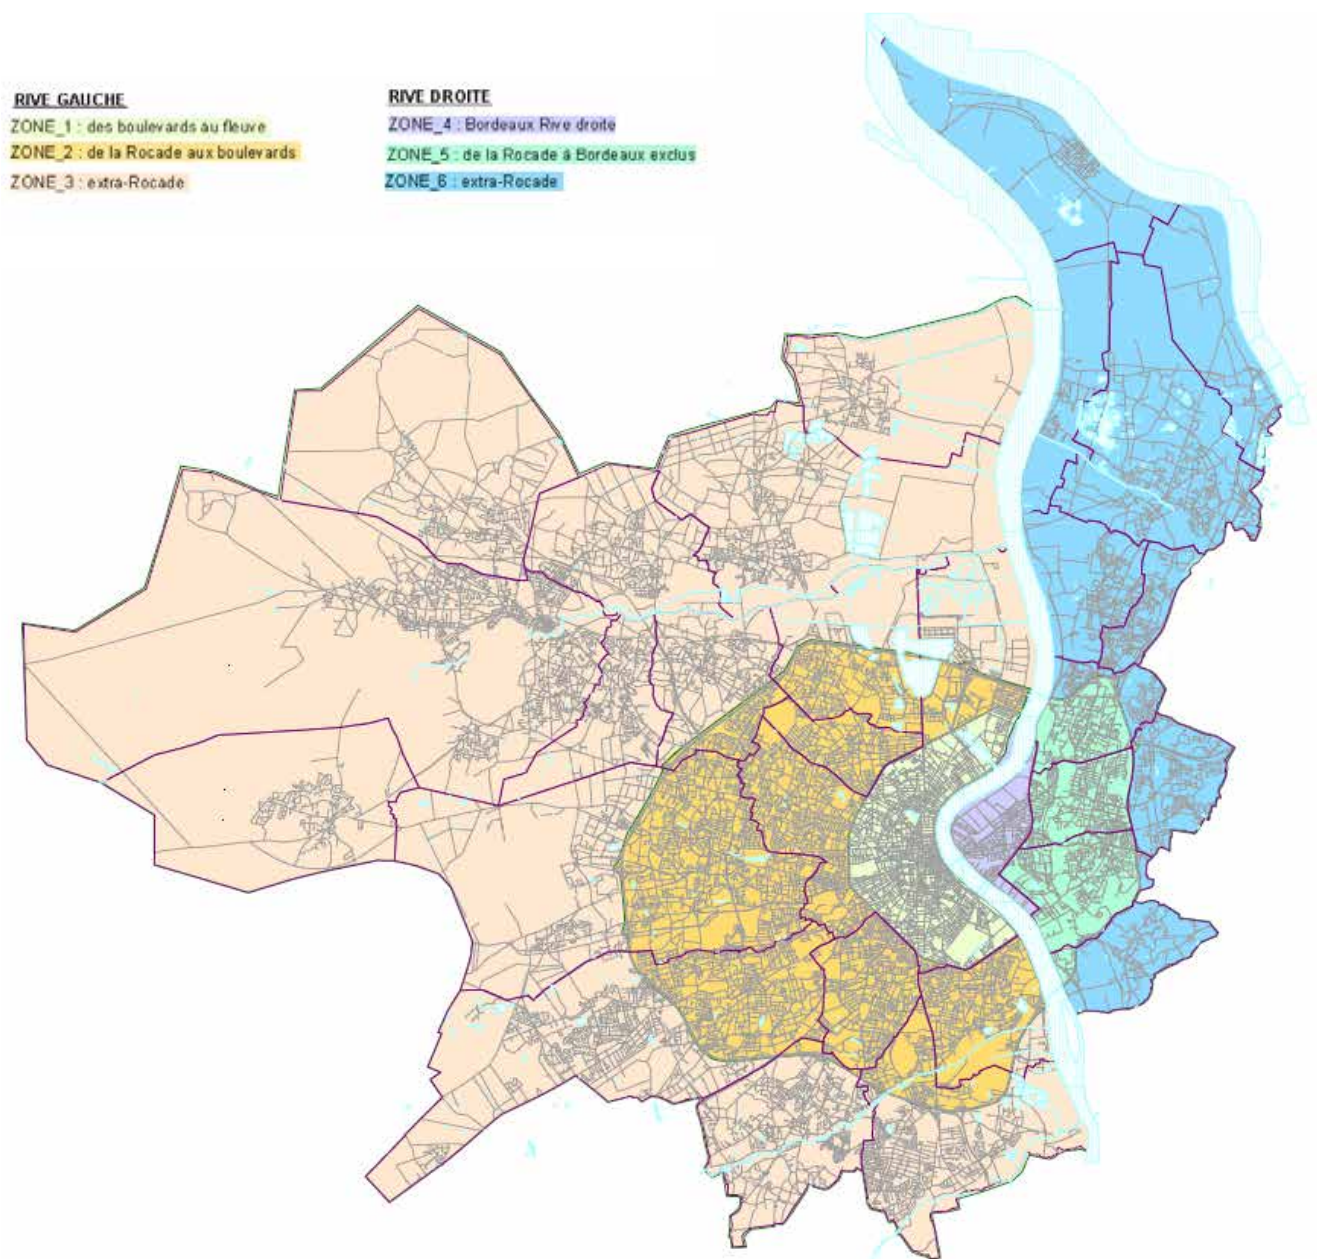 RIVE GAUCHE
ZONE_1 : des boulevards au fleuve
ZONE_2 : de la Rocade aux boulevards
ZONE_3 : extra-Rocade
RIVE DROITE
ZONE_4 : Bordeaux Rive droite
ZONE_5 : de la Rocade à Bordeaux exclus
ZONE_6 : extra-Rocade